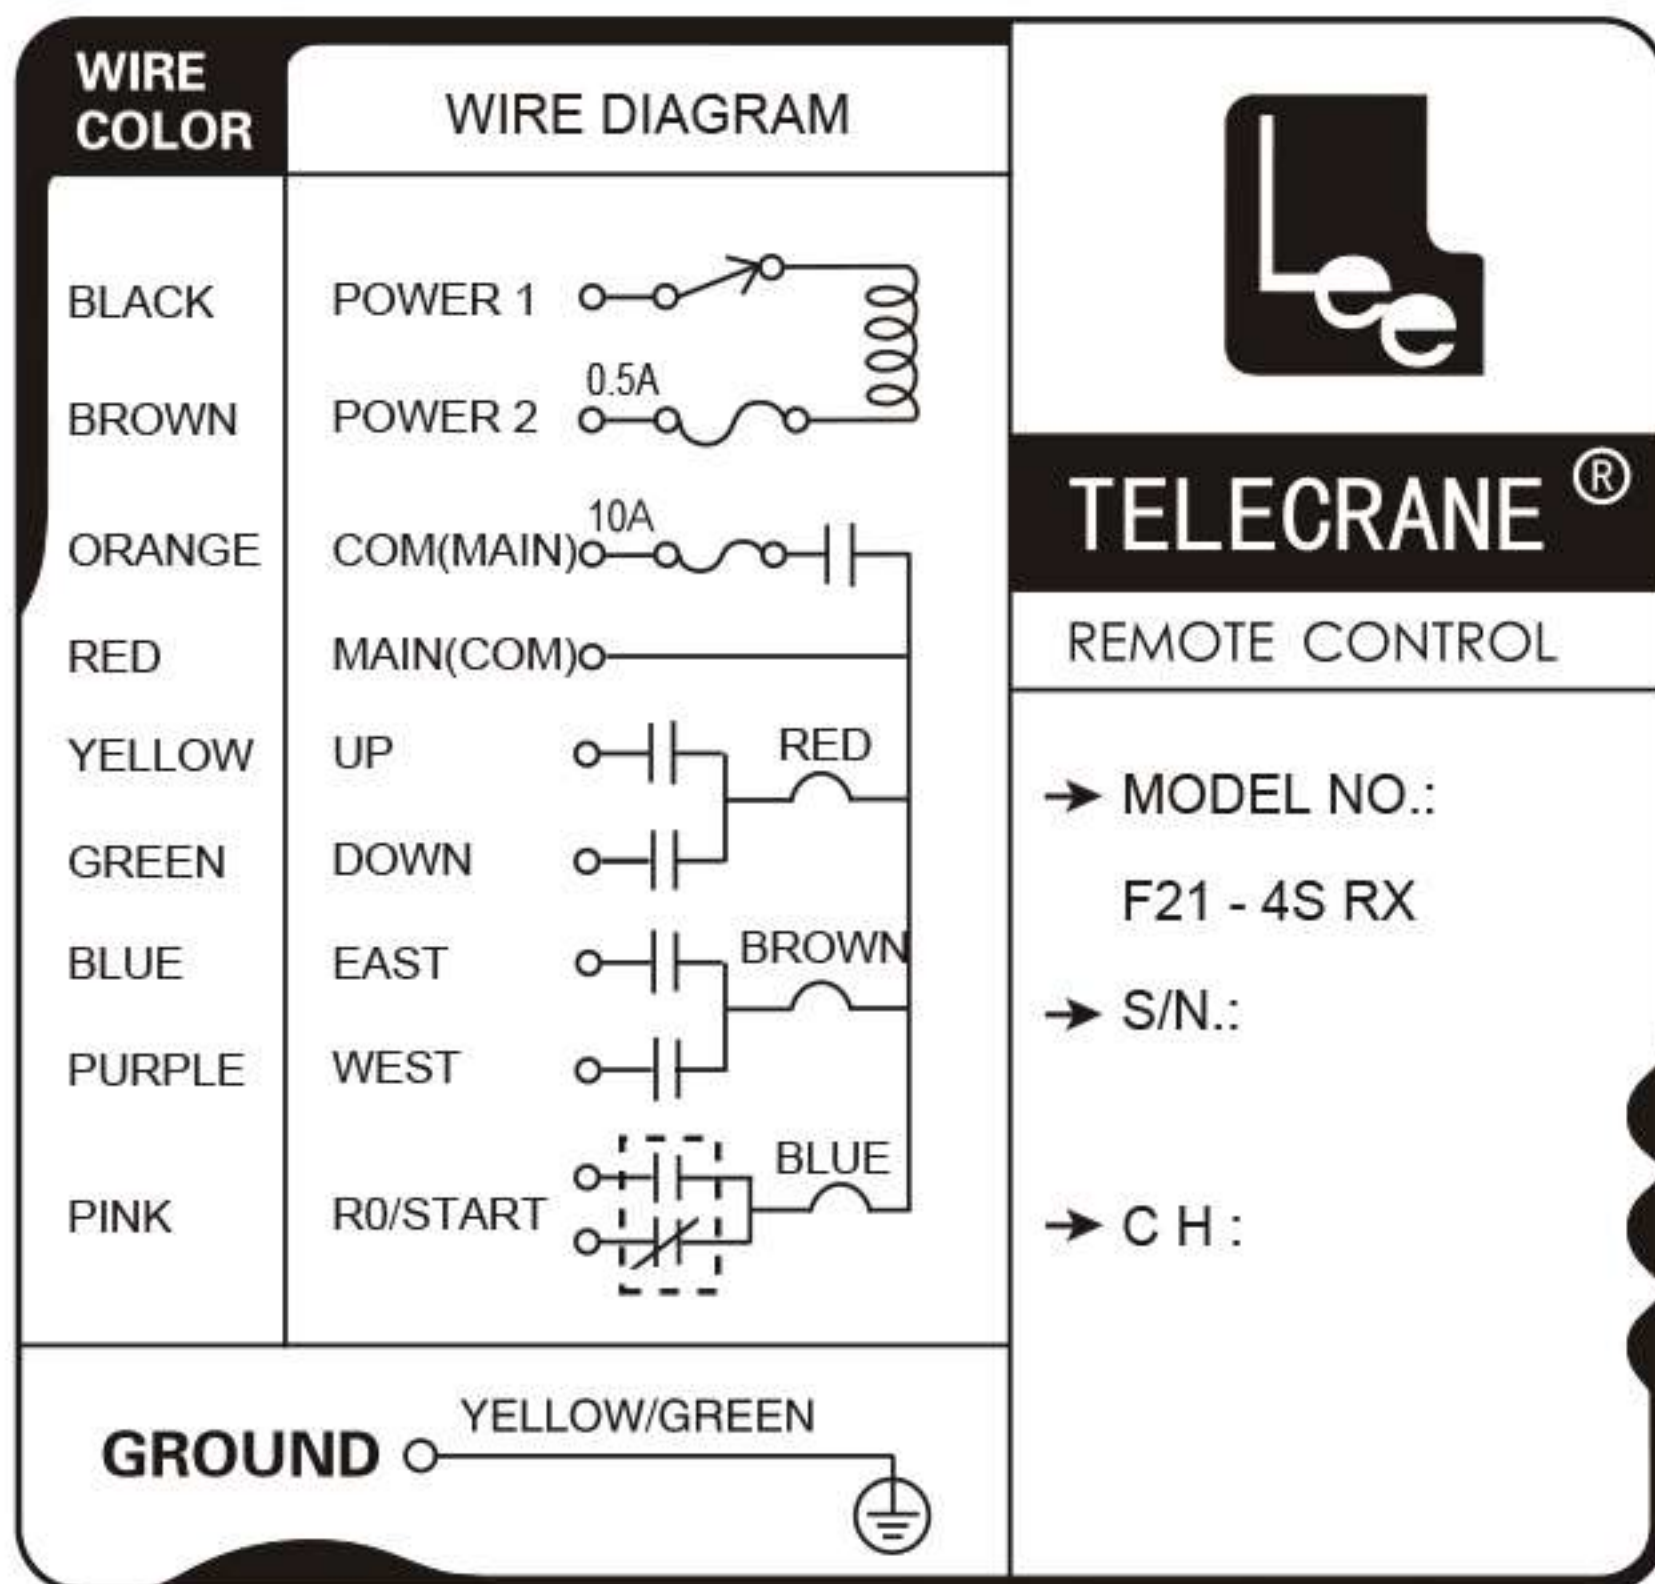 WIRE
COLOR
WIRE DIAGRAM
BLACK POWER 1
0.5A
BROWN POWER 2
10A
ORANGE COM(MAIN)
RED MAIN(COM)
YELLOW UP RED
GREEN DOWN
BLUE EAST BROWN
PURPLE WEST
BLUE
PINK R0/START
YELLOW/GREEN
GROUND
Lee
TELECRANE ®
REMOTE CONTROL
→ MODEL NO.:
F21 - 4S RX
→ S/N.:
→ C H :